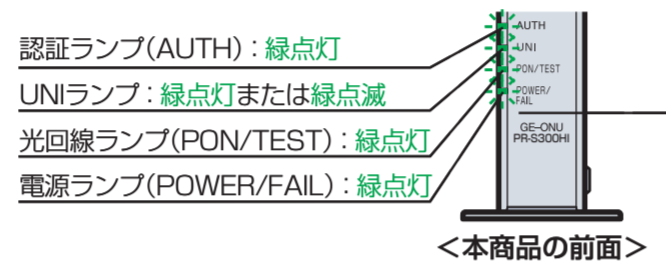 認証ランプ(AUTH):緑点灯
UNIランプ:緑点灯または緑点滅
光回線ランプ(PON/TEST):緑点灯
電源ランプ(POWER/FAIL):緑点灯
AUTH
UNI
PON/TEST
POWER/
FAIL
GE-ONU
PR-S300HI
<本商品の前面>